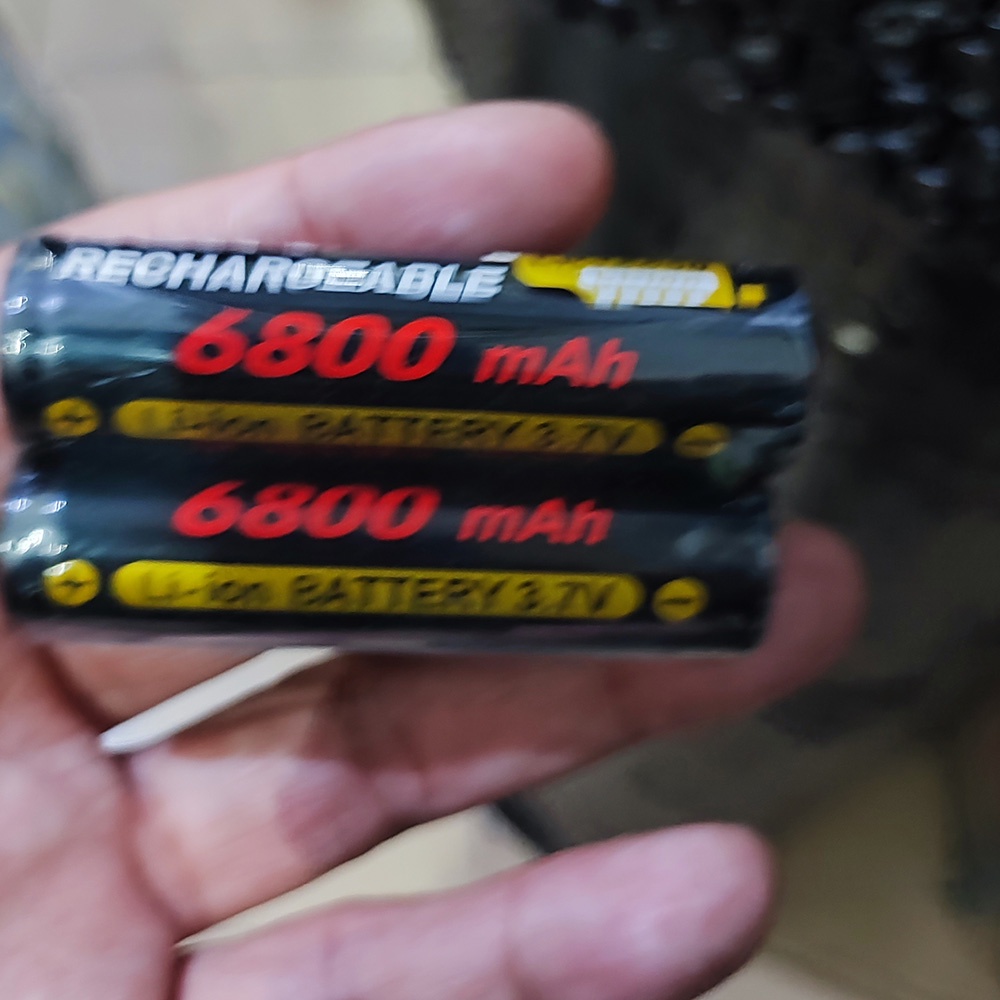 RECHARGEABLE
6800 mAh
+ Li-ion BATTERY 3.7V −
6800 mAh
+ Li-ion BATTERY 3.7V −